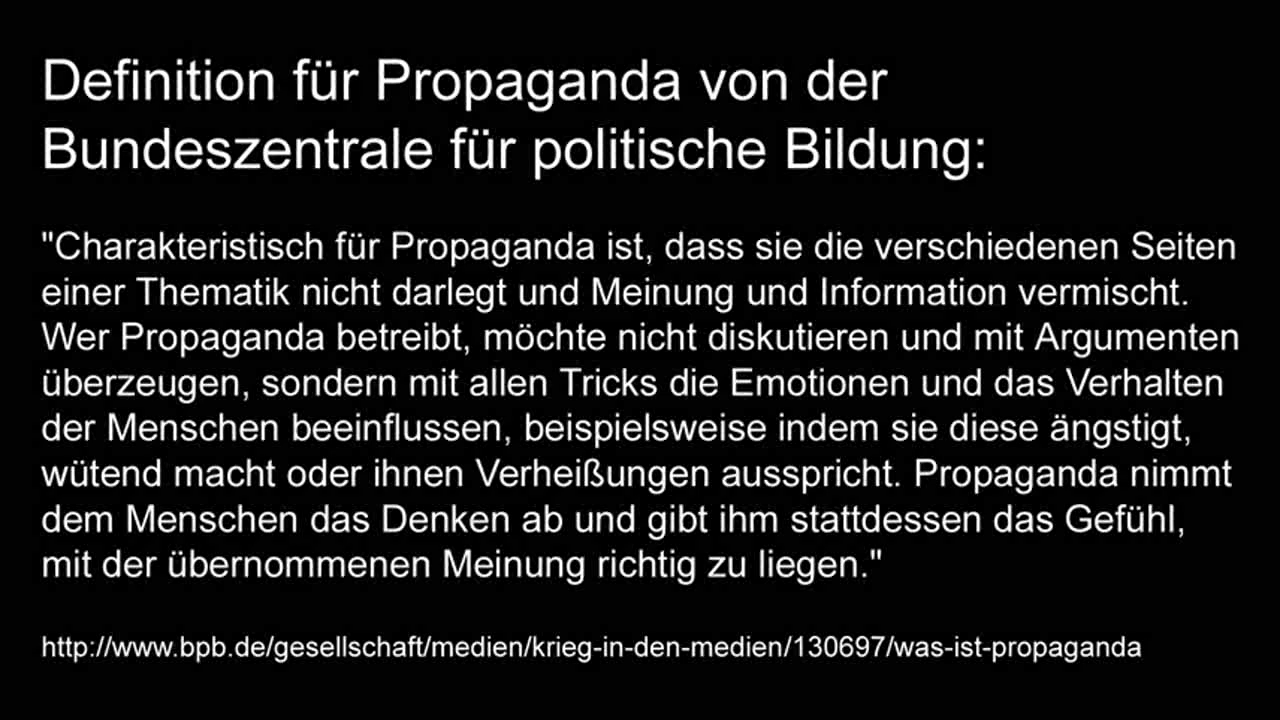 Definition für Propaganda von der
Bundeszentrale für politische Bildung:
"Charakteristisch für Propaganda ist, dass sie die verschiedenen Seiten
einer Thematik nicht darlegt und Meinung und Information vermischt.
Wer Propaganda betreibt, möchte nicht diskutieren und mit Argumenten
überzeugen, sondern mit allen Tricks die Emotionen und das Verhalten
der Menschen beeinflussen, beispielsweise indem sie diese ängstigt,
wütend macht oder ihnen Verheißungen ausspricht. Propaganda nimmt
dem Menschen das Denken ab und gibt ihm stattdessen das Gefühl,
mit der übernommenen Meinung richtig zu liegen."
http://www.bpb.de/gesellschaft/medien/krieg-in-den-medien/130697/was-ist-propaganda